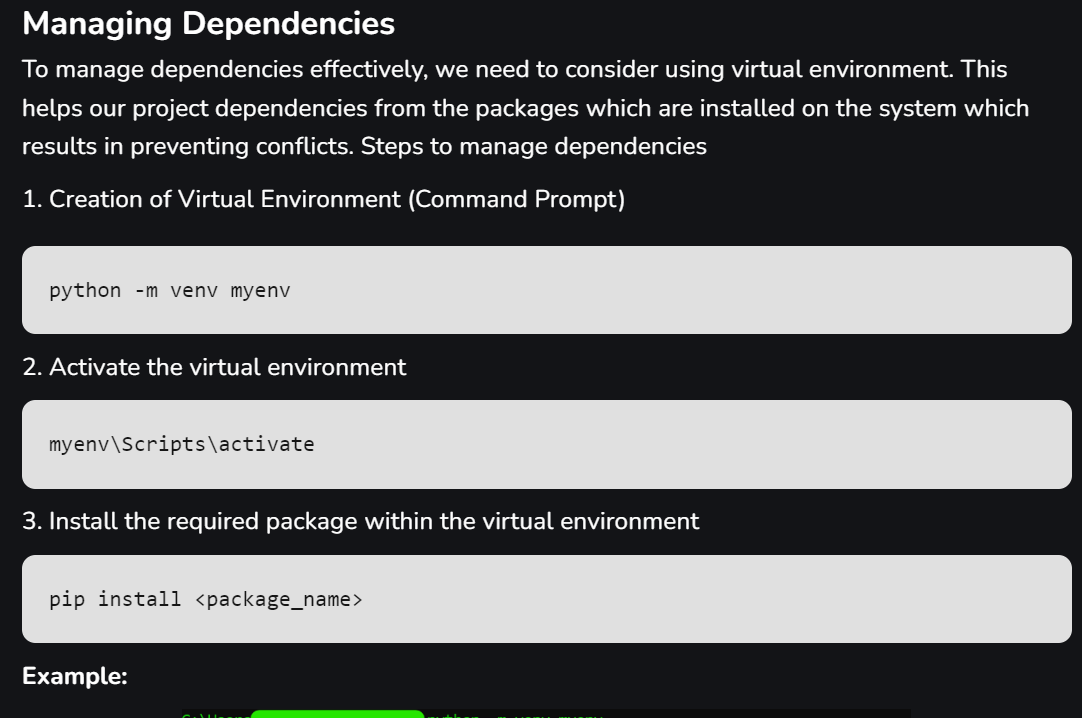 Managing Dependencies
To manage dependencies effectively, we need to consider using virtual environment. This
helps our project dependencies from the packages which are installed on the system which
results in preventing conflicts. Steps to manage dependencies
1. Creation of Virtual Environment (Command Prompt)
python -m venv myenv
2. Activate the virtual environment
myenv\Scripts\activate
3. Install the required package within the virtual environment
pip install <package_name>
Example: